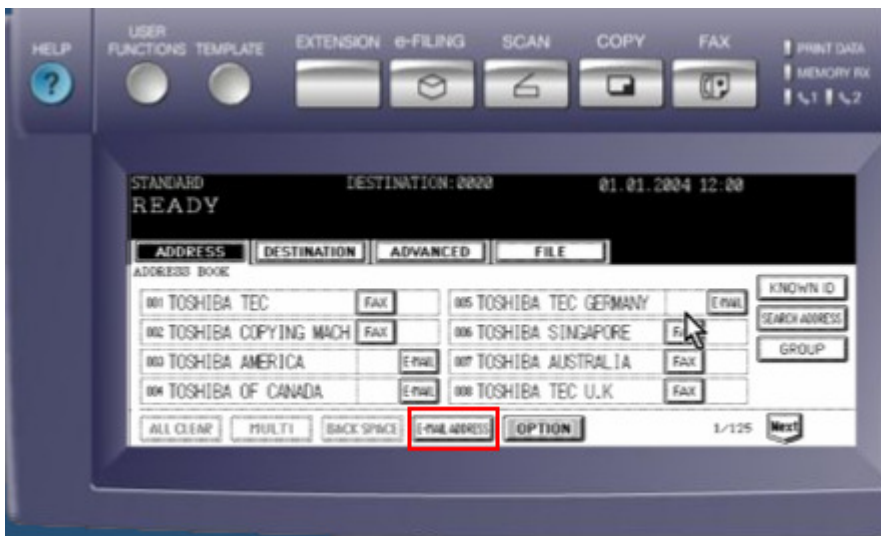 HELP
USER FUNCTIONS
TEMPLATE
EXTENSION
e-FILING
SCAN
COPY
FAX
PRINT DATA
MEMORY RX
1 2
STANDARD DESTINATION:0000 01.01.2004 12:00
READY
ADDRESS DESTINATION ADVANCED FILE
ADDRESS BOOK
001 TOSHIBA TEC FAX
005 TOSHIBA TEC GERMANY E-MAIL
002 TOSHIBA COPYING MACH FAX
006 TOSHIBA SINGAPORE
003 TOSHIBA AMERICA E-MAIL
007 TOSHIBA AUSTRALIA FAX
004 TOSHIBA OF CANADA E-MAIL
008 TOSHIBA TEC U.K FAX
KNOWN ID
SEARCH ADDRESS
GROUP
ALL CLEAR MULTI BACK SPACE E-MAIL ADDRESS OPTION 1/125 Next